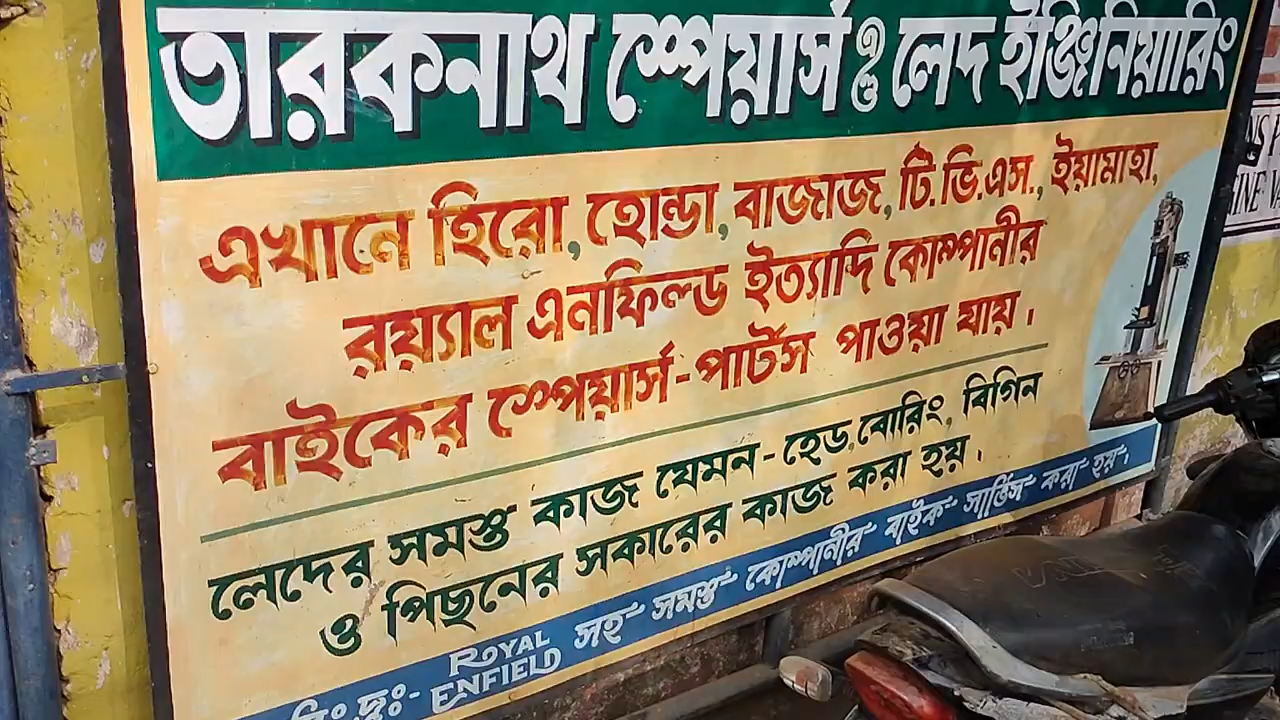 তারকনাথ স্পেয়ার্স ও লেদ ইঞ্জিনিয়ারিং
এখানে হিরো, হোন্ডা, বাজাজ, টি.ভি.এস., ইয়ামাহা,
রয়্যাল এনফিল্ড ইত্যাদি কোম্পানীর
বাইকের স্পেয়ার্স-পার্টস পাওয়া যায়।
লেদের সমস্ত কাজ যেমন-হেড, বোরিং, বিগিন
ও পিছনের সকারের কাজ করা হয়।
বিঃদ্রঃ- ROYAL ENFIELD সহ সমস্ত কোম্পানীর বাইক সার্ভিস করা হয়।